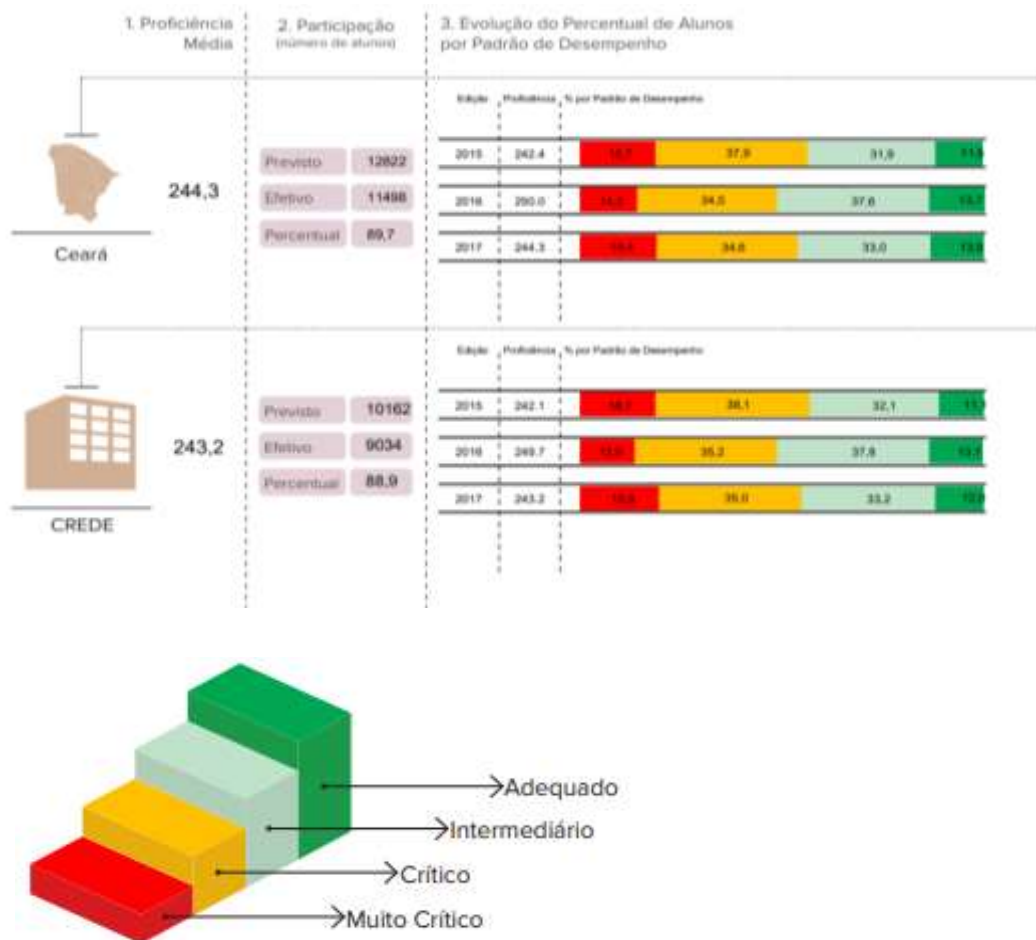 1. Proficiência Média
2. Participação (número de alunos)
3. Evolução do Percentual de Alunos por Padrão de Desempenho
Edição Proficiência % por Padrão de Desempenho
Previsto 12822
Efetivo 11498
Percentual 89,7
244,3
Ceará
2015 242.4 37,9 31,9
2016 250.0 34,5 37,6
2017 244.3 34,6 33,0
Edição Proficiência % por Padrão de Desempenho
Previsto 10162
Efetivo 9034
Percentual 88,9
243,2
CREDE
2015 242.1 38,1 32,1
2016 249.7 35,2 37,8
2017 243.2 35,0 33,2
Adequado
Intermediário
Crítico
Muito Crítico